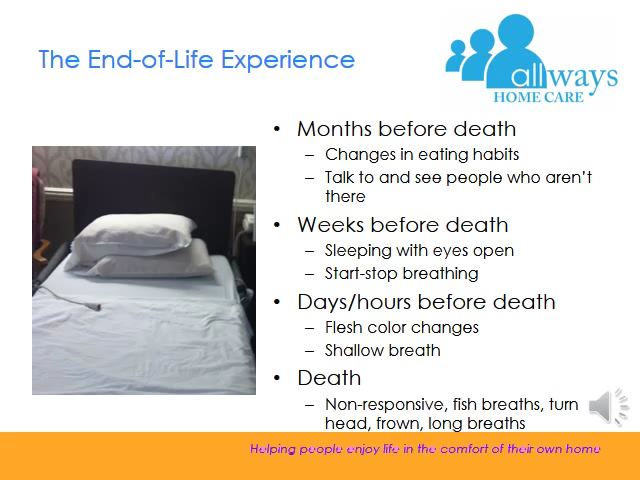 The End-of-Life Experience
allways
HOME CARE
• Months before death
– Changes in eating habits
– Talk to and see people who aren't
there
• Weeks before death
– Sleeping with eyes open
– Start-stop breathing
• Days/hours before death
– Flesh color changes
– Shallow breath
• Death
– Non-responsive, fish breaths, turn
head, frown, long breaths
Helping people enjoy life in the comfort of their own home